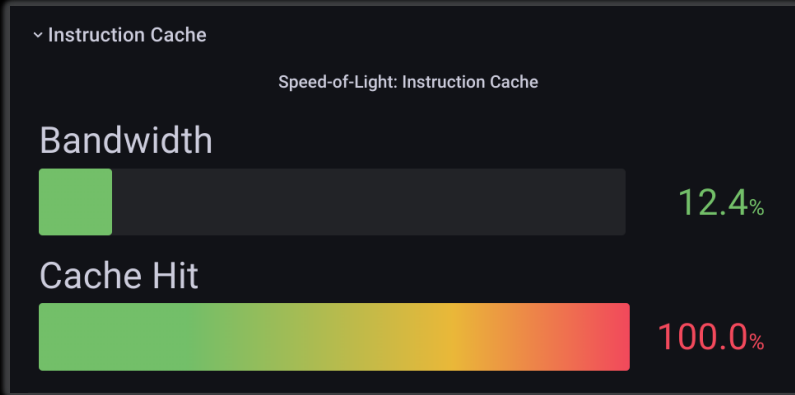 Instruction Cache
Speed-of-Light: Instruction Cache
Bandwidth
12.4%
Cache Hit
100.0%